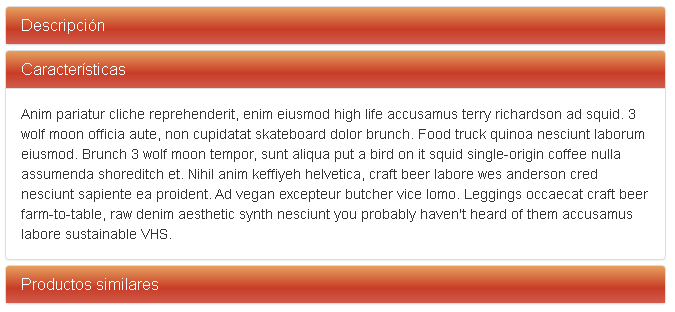 Descripción
Características
Anim pariatur cliche reprehenderit, enim eiusmod high life accusamus terry richardson ad squid. 3
wolf moon officia aute, non cupidatat skateboard dolor brunch. Food truck quinoa nesciunt laborum
eiusmod. Brunch 3 wolf moon tempor, sunt aliqua put a bird on it squid single-origin coffee nulla
assumenda shoreditch et. Nihil anim keffiyeh helvetica, craft beer labore wes anderson cred
nesciunt sapiente ea proident. Ad vegan excepteur butcher vice lomo. Leggings occaecat craft beer
farm-to-table, raw denim aesthetic synth nesciunt you probably haven't heard of them accusamus
labore sustainable VHS.
Productos similares